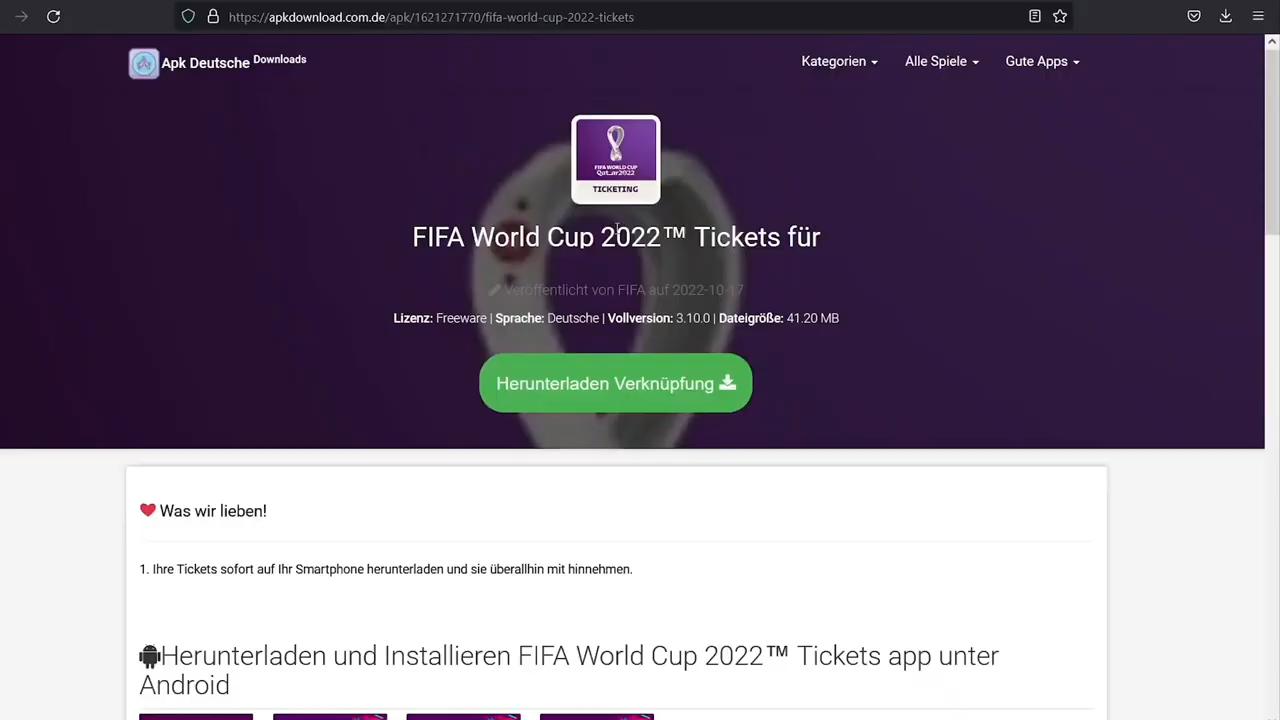 https://apkdownload.com.de/apk/1621271770/fifa-world-cup-2022-tickets
Apk Deutsche Downloads
Kategorien
Alle Spiele
Gute Apps
FIFA WORLD CUP
Qat_ar2022
TICKETING
FIFA World Cup 2022™ Tickets für
Veröffentlicht von FIFA auf 2022-10-17
Lizenz: Freeware | Sprache: Deutsche | Vollversion: 3.10.0 | Dateigröße: 41.20 MB
Herunterladen Verknüpfung
Was wir lieben!
1. Ihre Tickets sofort auf Ihr Smartphone herunterladen und sie überallhin mit hinnehmen.
Herunterladen und Installieren FIFA World Cup 2022™ Tickets app unter
Android